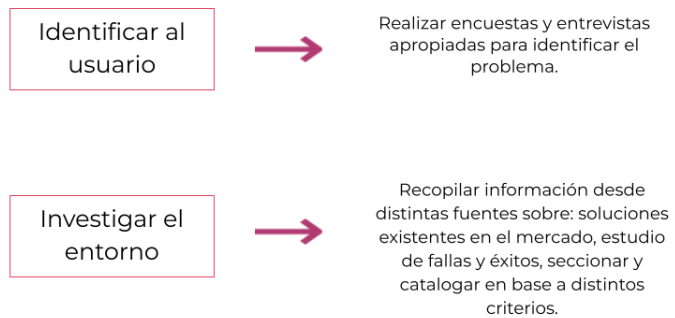 Identificar al
usuario
Realizar encuestas y entrevistas
apropiadas para identificar el
problema.
Investigar el
entorno
Recopilar información desde
distintas fuentes sobre: soluciones
existentes en el mercado, estudio
de fallas y éxitos, seccionar y
catalogar en base a distintos
criterios.